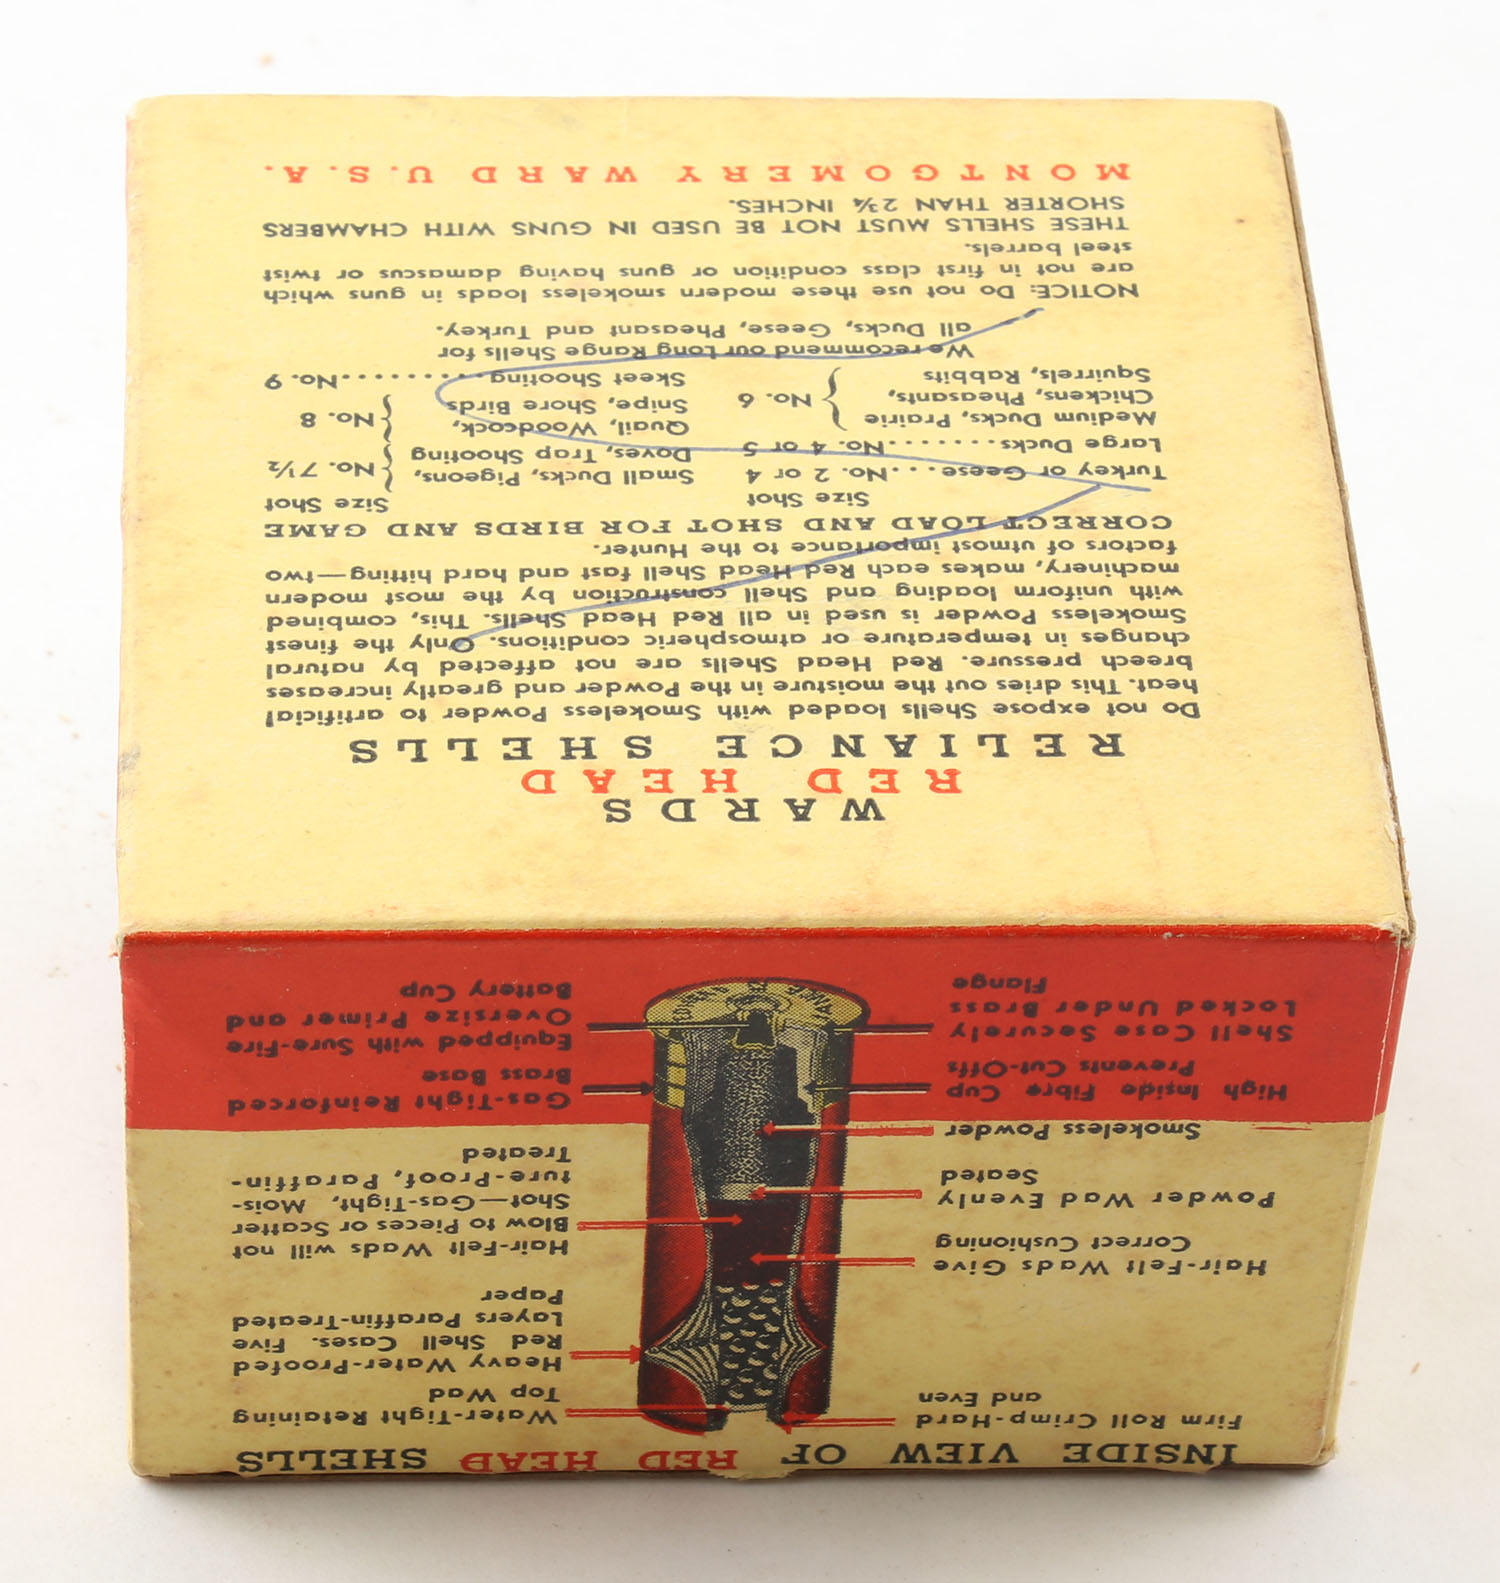 WARDS
RED HEAD
RELIANCE SHELLS
Do not expose Shells loaded with Smokeless Powder to artificial
heat. This dries out the moisture in the Powder and greatly increases
breech pressure. Red Head Shells are not affected by natural
changes in temperature or atmospheric conditions. Only the finest
Smokeless Powder is used in all Red Head Shells. This, combined
with uniform loading and Shell construction by the most modern
machinery, makes each Red Head Shell fast and hard hitting—two
factors of utmost importance to the Hunter.
CORRECT LOAD AND SHOT FOR BIRDS AND GAME
Size Shot
Turkey or Geese....No. 2 or 4
Large Ducks........No. 4 or 5
Medium Ducks, Prairie
Chickens, Pheasants, No. 6
Squirrels, Rabbits
Size Shot
Small Ducks, Pigeons,
Doves, Trap Shooting No. 7½
Quail, Woodcock,
Snipe, Shore Birds No. 8
Skeet Shooting..........No. 9
We recommend our Long Range Shells for
all Ducks, Geese, Pheasant and Turkey.
NOTICE: Do not use these modern smokeless loads in guns which
are not in first class condition or guns having damascus or twist
steel barrels.
THESE SHELLS MUST NOT BE USED IN GUNS WITH CHAMBERS
SHORTER THAN 2¾ INCHES.
MONTGOMERY WARD U.S.A.
INSIDE VIEW OF RED HEAD SHELLS
Firm Roll Crimp-Hard
and Even
Hair-Felt Wads Give
Correct Cushioning
Powder Wad Evenly
Seated
Smokeless Powder
High Inside Fibre Cup
Prevents Cut-Offs
Shell Case Securely
Locked Under Brass
Flange
Water-Tight Retaining
Top Wad
Heavy Water-Proofed
Red Shell Cases. Five
Layers Paraffin-Treated
Paper
Hair-Felt Wads will not
Blow to Pieces or Scatter
Shot—Gas-Tight, Mois-
ture-Proof, Paraffin-
Treated
Gas-Tight Reinforced
Brass Base
Equipped with Sure-Fire
Oversize Primer and
Battery Cup